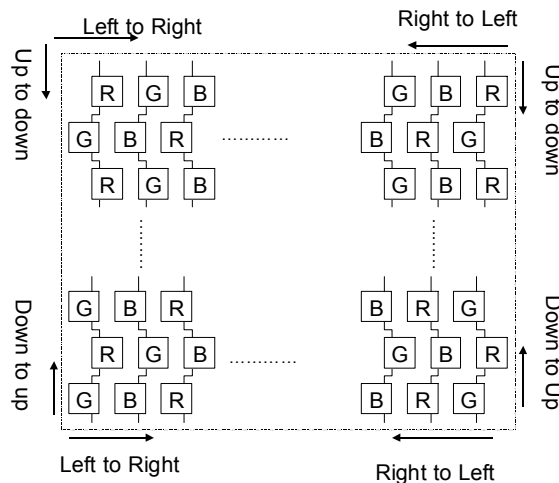 Left to Right
Right to Left
Up to down
Up to down
R G B G B R
G B R ............ B R G
R G B G B R
G B R B R G
R G B ............ G B R
G B R B R G
Down to up
Down to Up
Left to Right
Right to Left